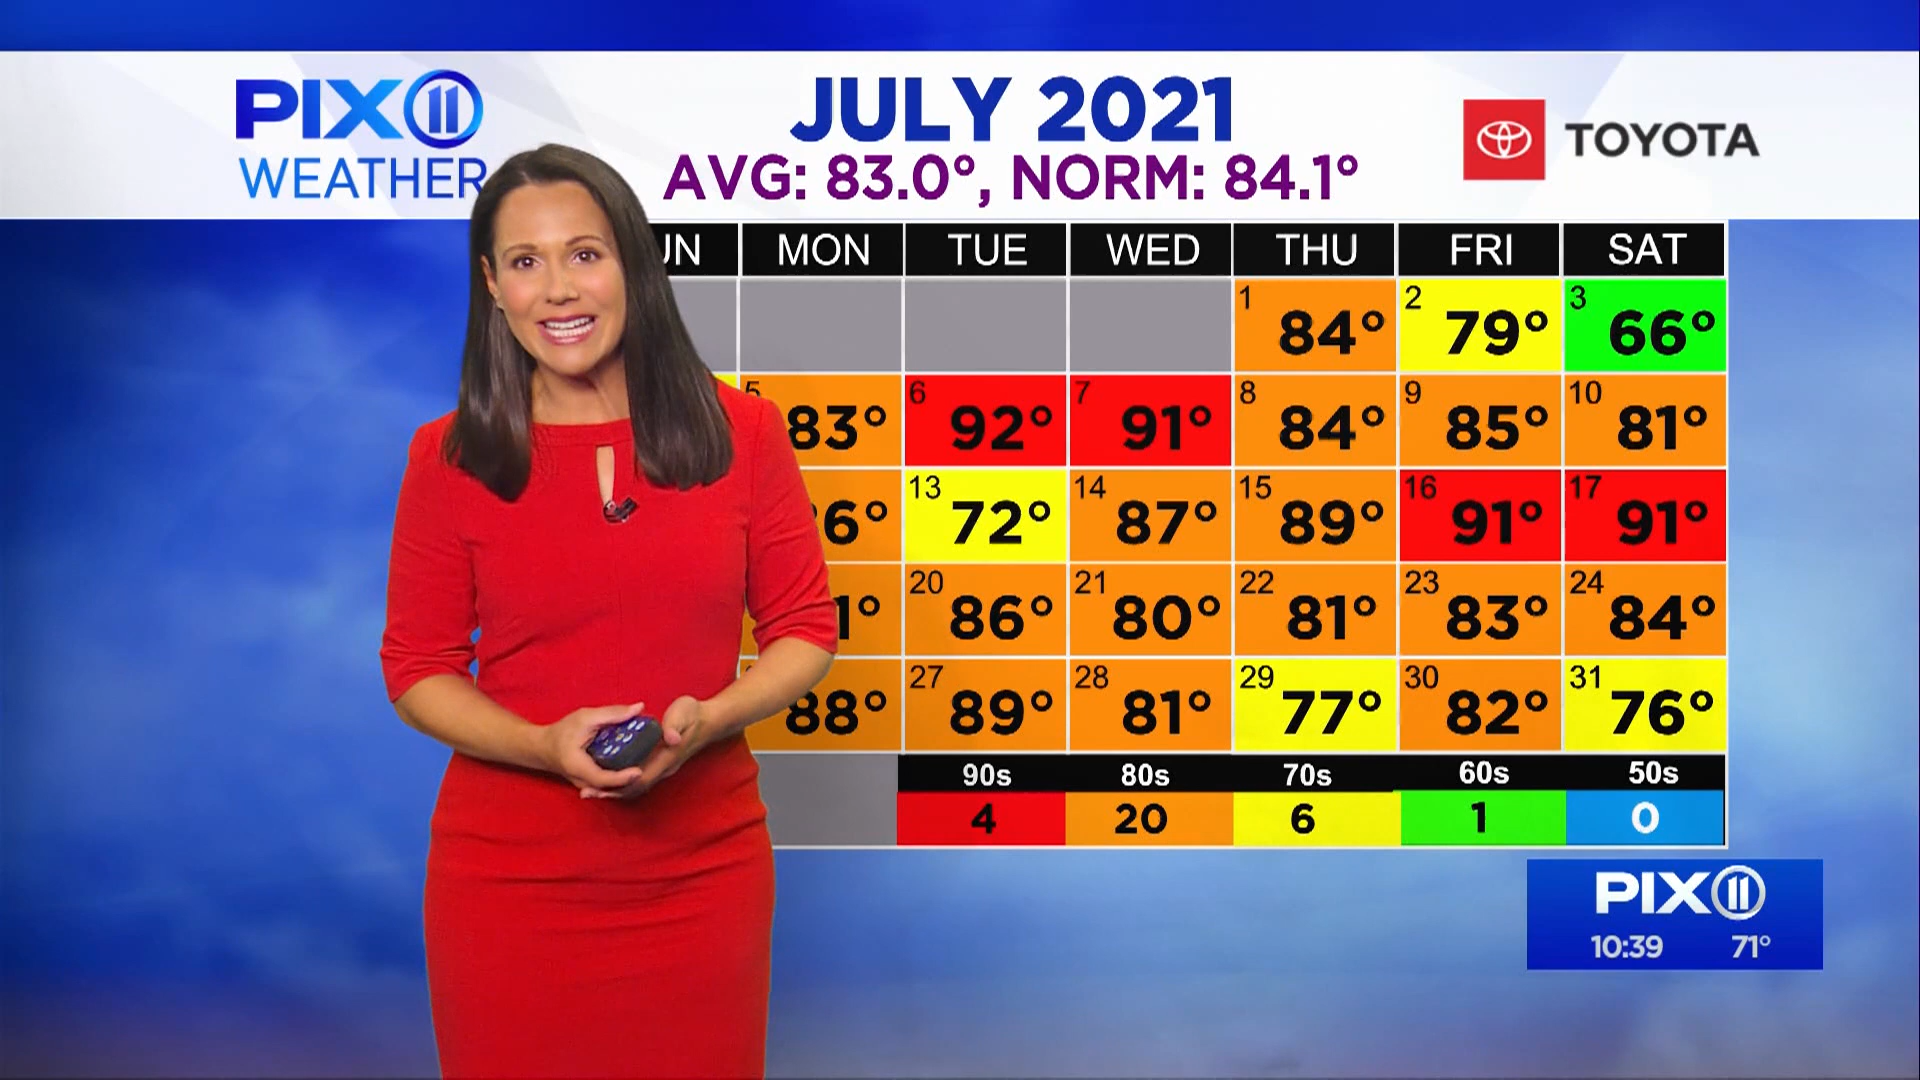 PIX11
WEATHER
JULY 2021
AVG: 83.0°, NORM: 84.1°
TOYOTA
UN MON TUE WED THU FRI SAT
1 84° 2 79° 3 66°
5 83° 6 92° 7 91° 8 84° 9 85° 10 81°
6° 13 72° 14 87° 15 89° 16 91° 17 91°
1° 20 86° 21 80° 22 81° 23 83° 24 84°
88° 27 89° 28 81° 29 77° 30 82° 31 76°
90s 80s 70s 60s 50s
4 20 6 1 0
PIX11
10:39 71°